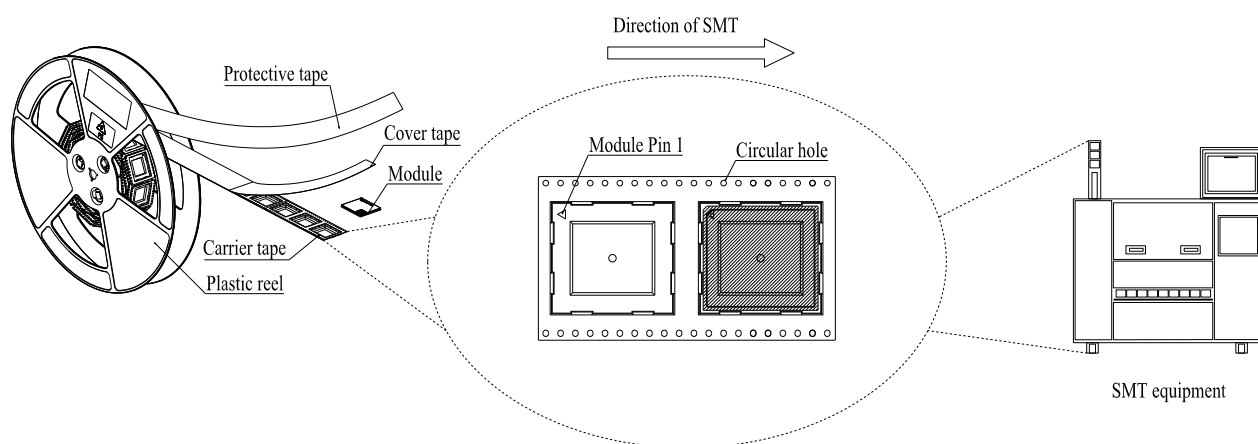 Direction of SMT
Protective tape
Cover tape
Module
Module Pin 1
Circular hole
Carrier tape
Plastic reel
SMT equipment